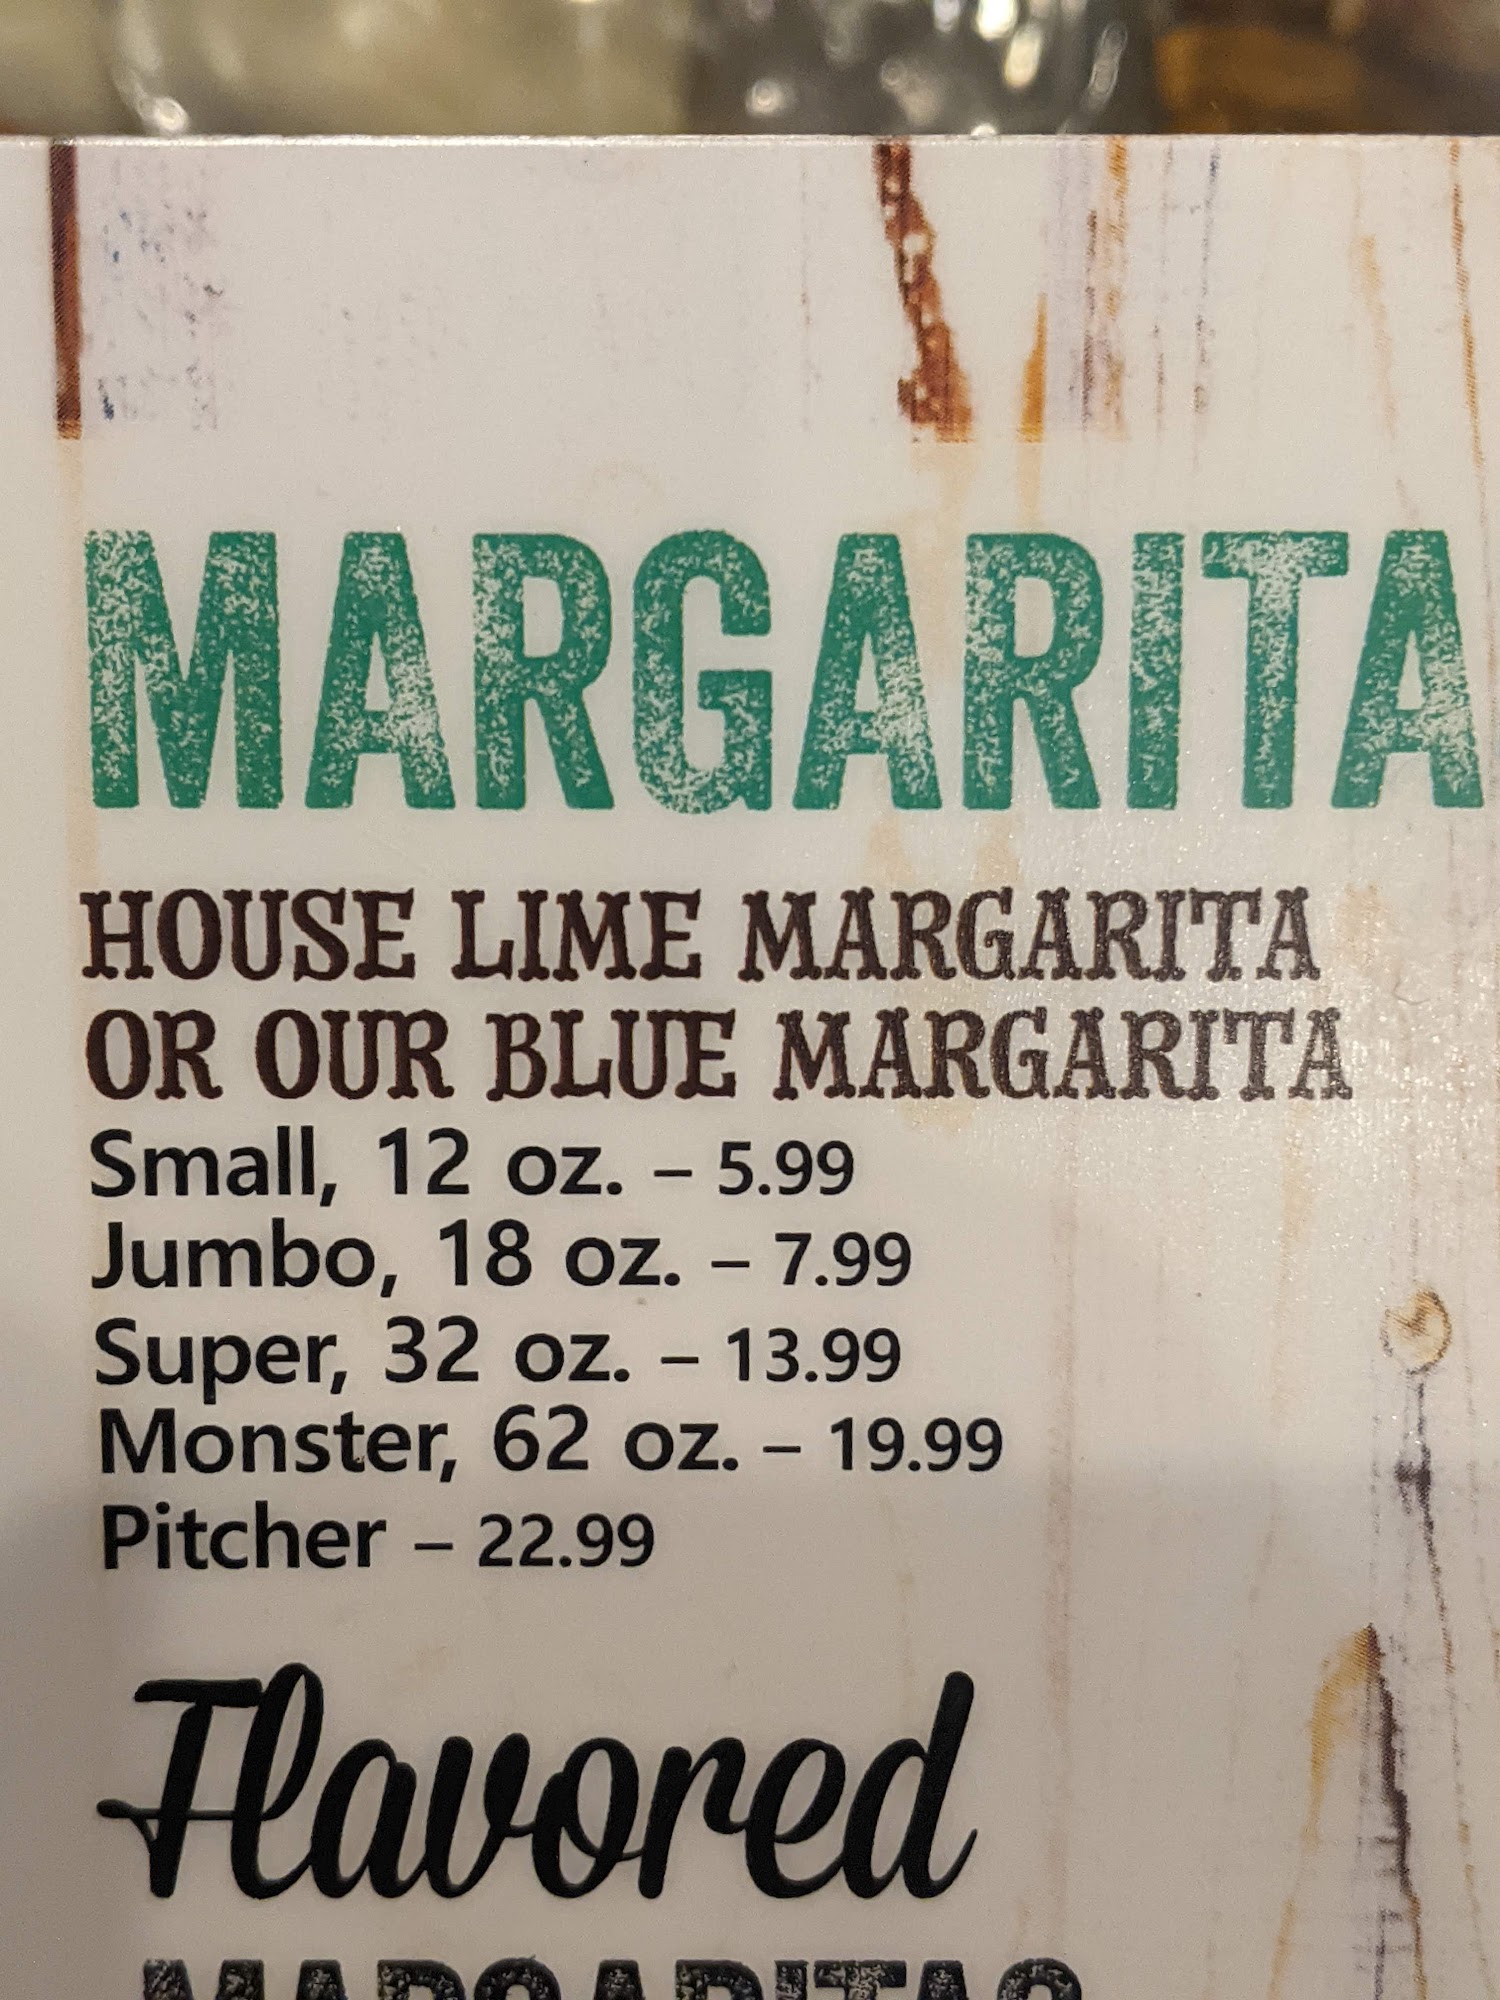 MARGARITA
HOUSE LIME MARGARITA
OR OUR BLUE MARGARITA
Small, 12 oz. – 5.99
Jumbo, 18 oz. – 7.99
Super, 32 oz. – 13.99
Monster, 62 oz. – 19.99
Pitcher – 22.99
Flavored
MARGARITAS